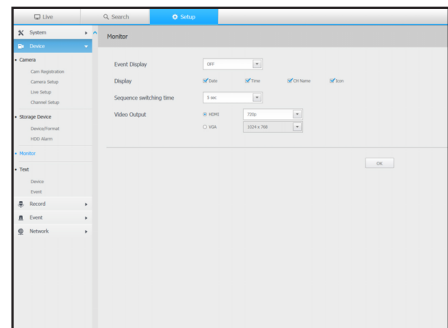 Live Search Setup
System
Device
Camera
Cam Registration
Camera Setup
Live Setup
Channel Setup
Storage Device
Device/Format
HDD Alarm
Monitor
Text
Device
Event
Record
Event
Network
Monitor
Event Display OFF
Display Date Time CH Name Icon
Sequence switching time 5 sec
Video Output HDMI 720p
VGA 1024 x 768
OK